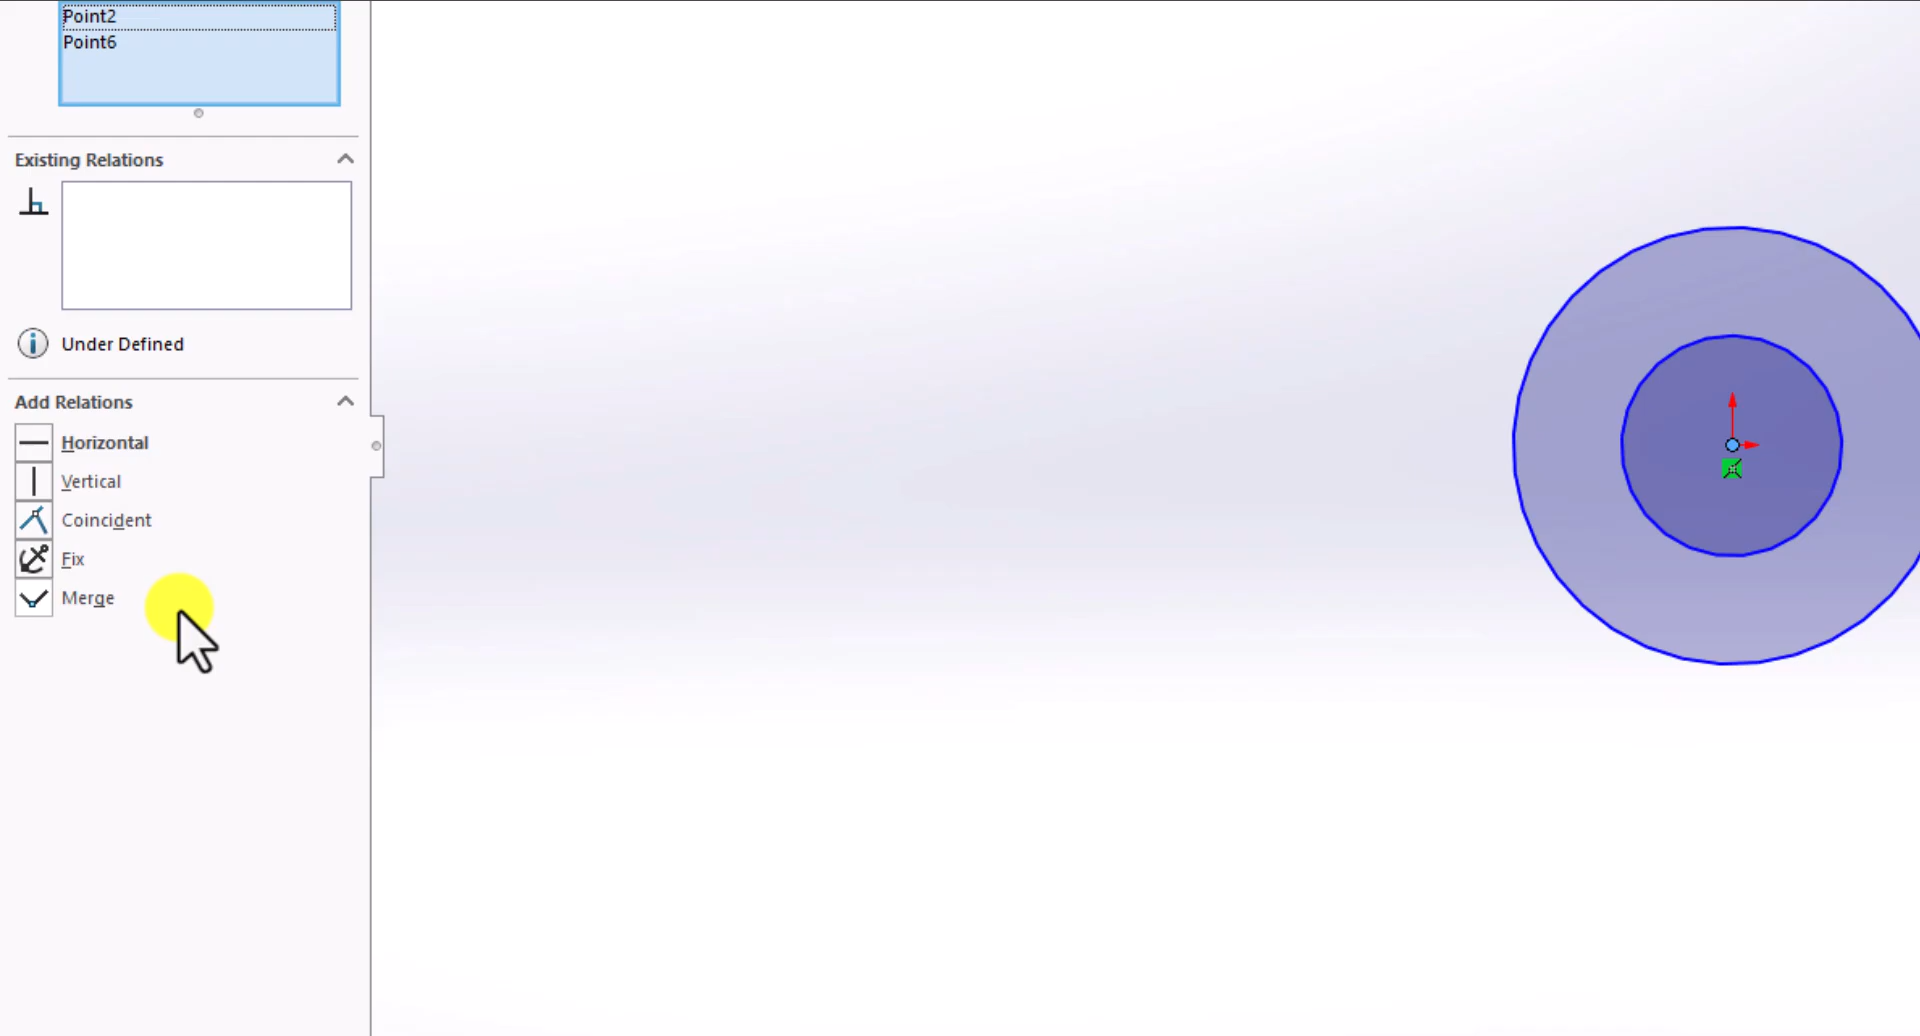 Point2
Point6
Existing Relations
Under Defined
Add Relations
Horizontal
Vertical
Coincident
Fix
Merge